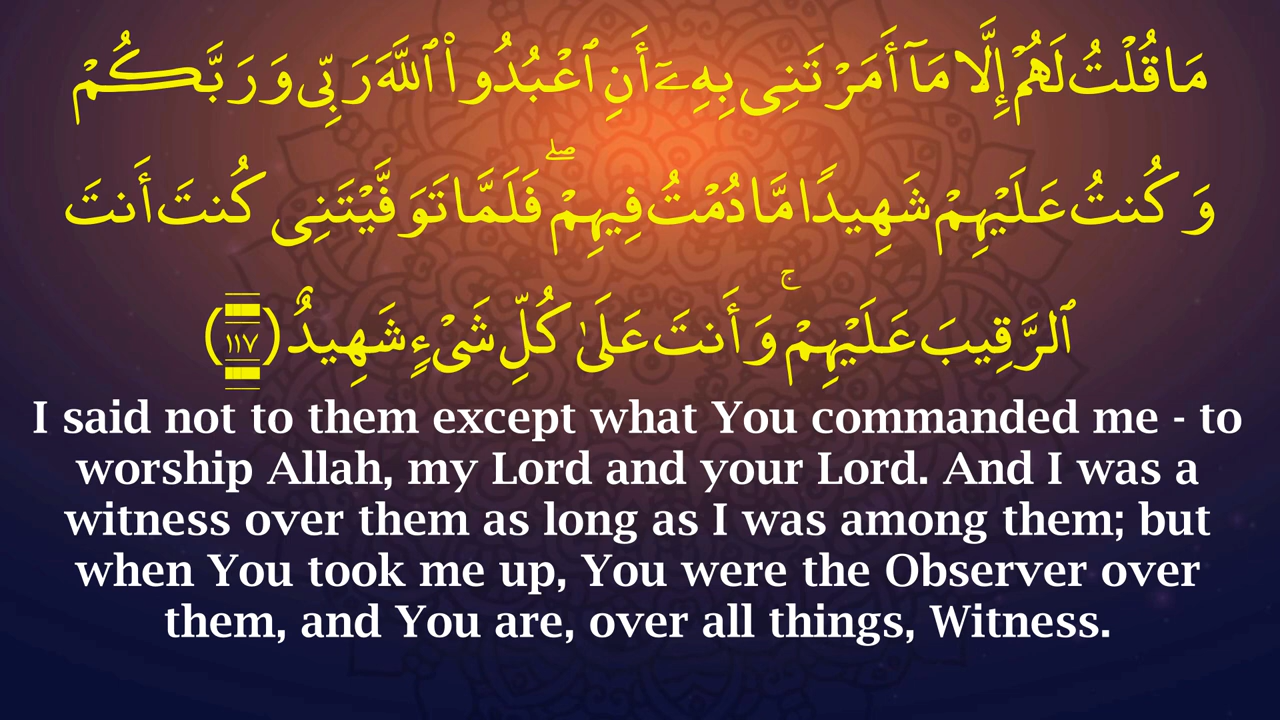 مَا قُلْتُ لَهُمْ إِلَّا مَآ أَمَرْتَنِى بِهِۦٓ أَنِ ٱعْبُدُوا۟ ٱللَّهَ رَبِّى وَرَبَّكُمْ
وَكُنتُ عَلَيْهِمْ شَهِيدًا مَّا دُمْتُ فِيهِمْ ۖ فَلَمَّا تَوَفَّيْتَنِى كُنتَ أَنتَ
ٱلرَّقِيبَ عَلَيْهِمْ ۚ وَأَنتَ عَلَىٰ كُلِّ شَىْءٍ شَهِيدٌ (١١٧)
I said not to them except what You commanded me - to
worship Allah, my Lord and your Lord. And I was a
witness over them as long as I was among them; but
when You took me up, You were the Observer over
them, and You are, over all things, Witness.